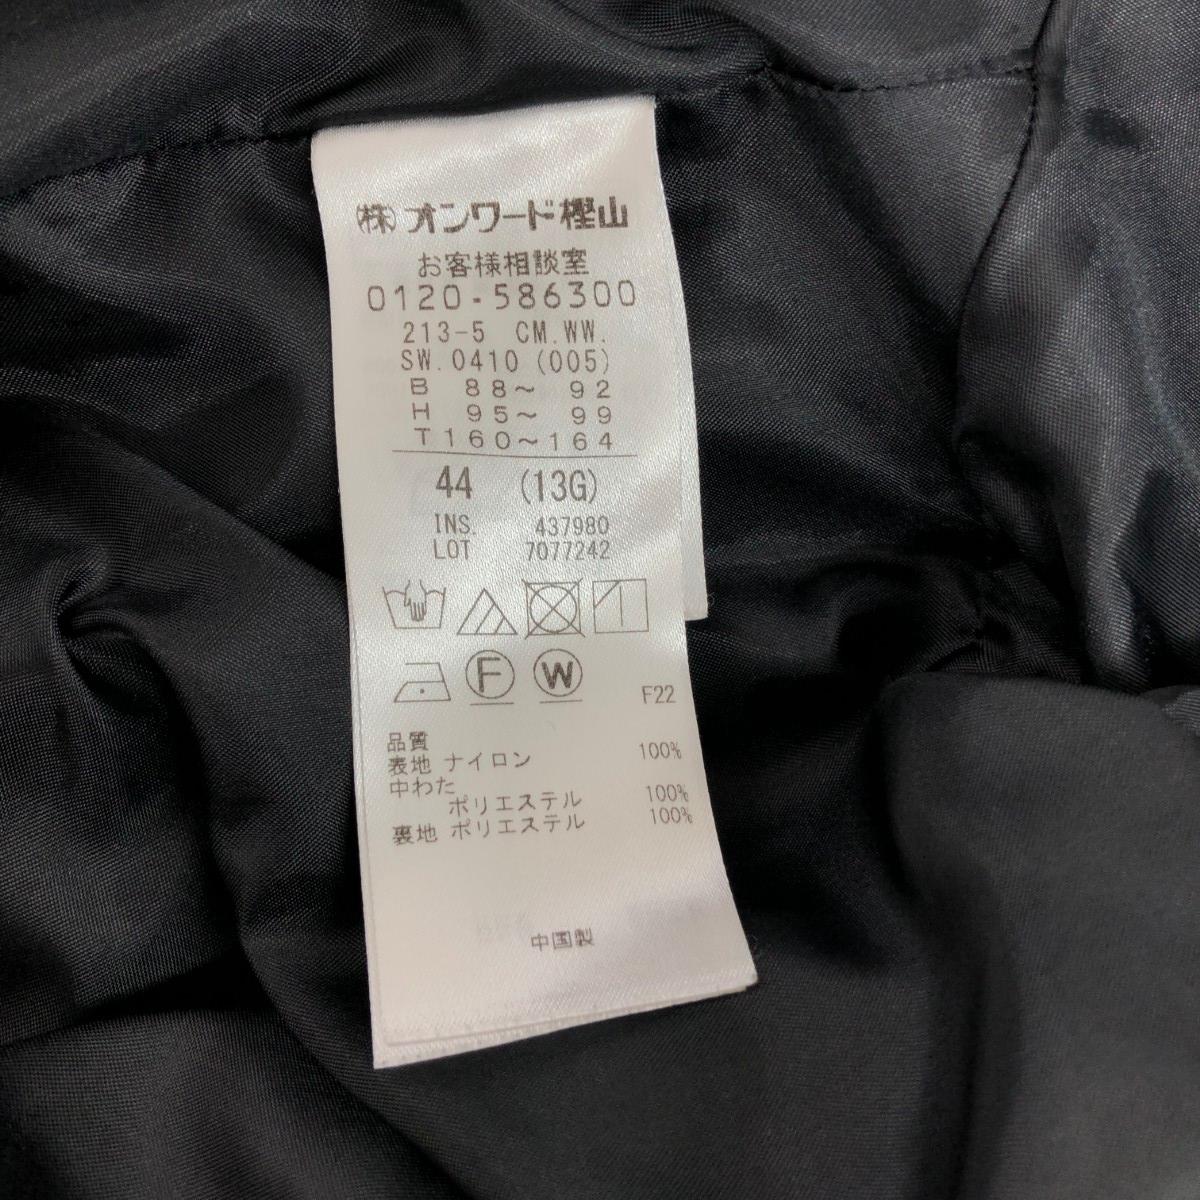 ㈱オンワード樫山
お客様相談室
0120-586300
213-5 CM.WW.
SW.0410(005)
B 88～ 92
H 95～ 99
T160～164
44 (13G)
INS. 437980
LOT 7077242
F W
F22
品質
表地 ナイロン 100%
中わた
ポリエステル 100%
裏地 ポリエステル 100%
中国製